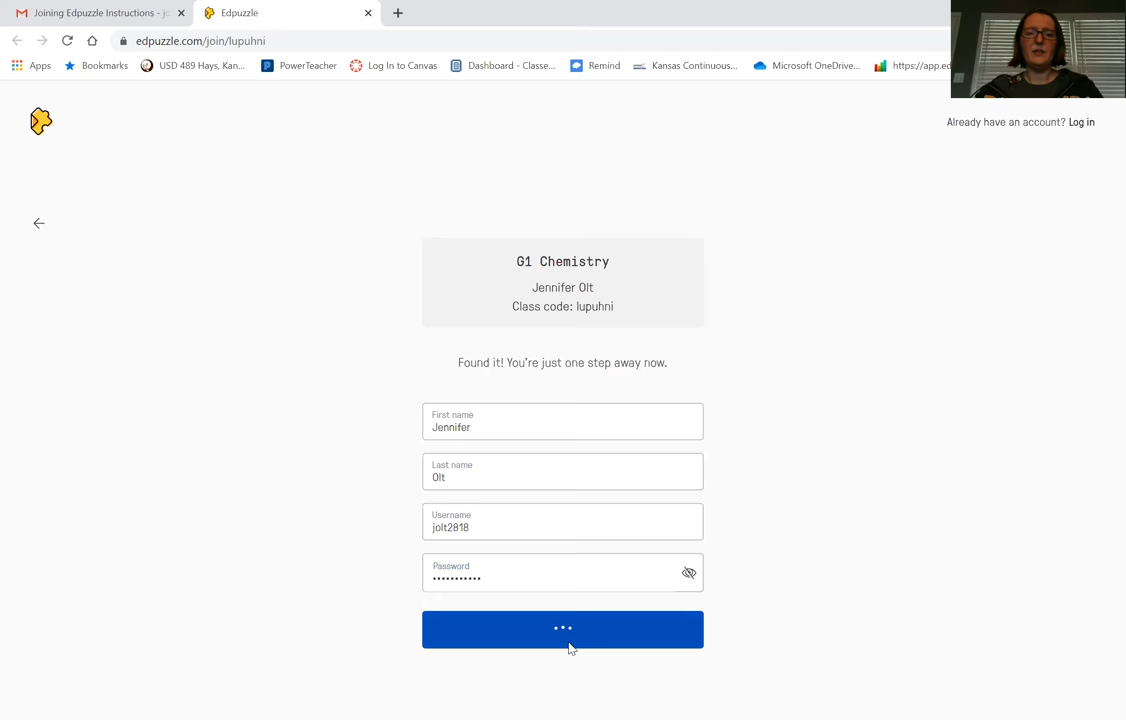 Joining Edpuzzle Instructions - jo
Edpuzzle
edpuzzle.com/join/lupuhni
Apps
Bookmarks
USD 489 Hays, Kan...
PowerTeacher
Log In to Canvas
Dashboard - Classe...
Remind
Kansas Continuous...
Microsoft OneDrive...
https://app.ed
Already have an account? Log in
G1 Chemistry
Jennifer Olt
Class code: lupuhni
Found it! You're just one step away now.
First name
Jennifer
Last name
Olt
Username
jolt2818
Password
•••••••••••